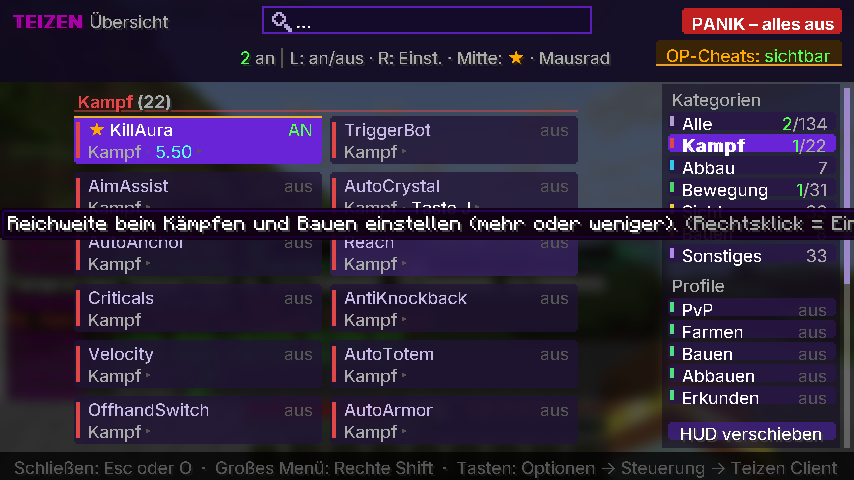 TEIZEN Übersicht
...
PANIK – alles aus
2 an | L: an/aus · R: Einst. · Mitte: ★ · Mausrad
OP-Cheats: sichtbar
Kampf (22)
★ KillAura AN
Kampf · 5.50
TriggerBot aus
Kampf
AimAssist aus
AutoCrystal aus
Kampf · Taste J
Reichweite beim Kämpfen und Bauen einstellen (mehr oder weniger). (Rechtsklick = Ein
AutoAnchor aus
Kampf
Reach aus
Kampf
Criticals aus
Kampf
AntiKnockback aus
Kampf
Velocity aus
Kampf
AutoTotem aus
Kampf
OffhandSwitch aus
Kampf
AutoArmor aus
Kampf
Kategorien
Alle 2/134
Kampf 1/22
Abbau 7
Bewegung 1/31
Sonstiges 33
Profile
PvP aus
Farmen aus
Bauen aus
Abbauen aus
Erkunden aus
HUD verschieben
Schließen: Esc oder O · Großes Menü: Rechte Shift · Tasten: Optionen → Steuerung → Teizen Client